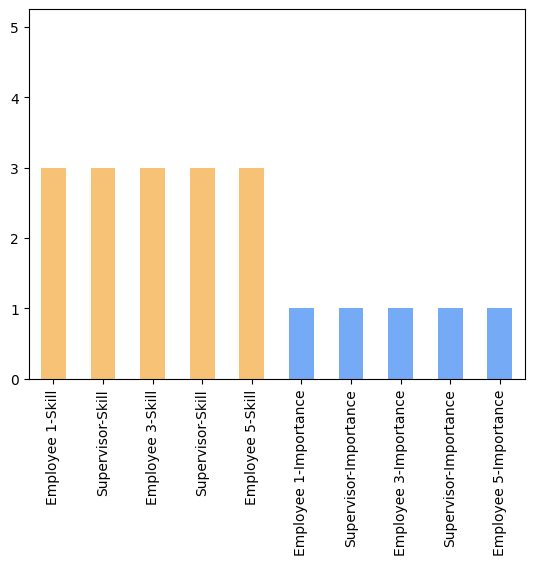 5
4
3
2
1
0
Employee 1-Skill
Supervisor-Skill
Employee 3-Skill
Supervisor-Skill
Employee 5-Skill
Employee 1-Importance
Supervisor-Importance
Employee 3-Importance
Supervisor-Importance
Employee 5-Importance